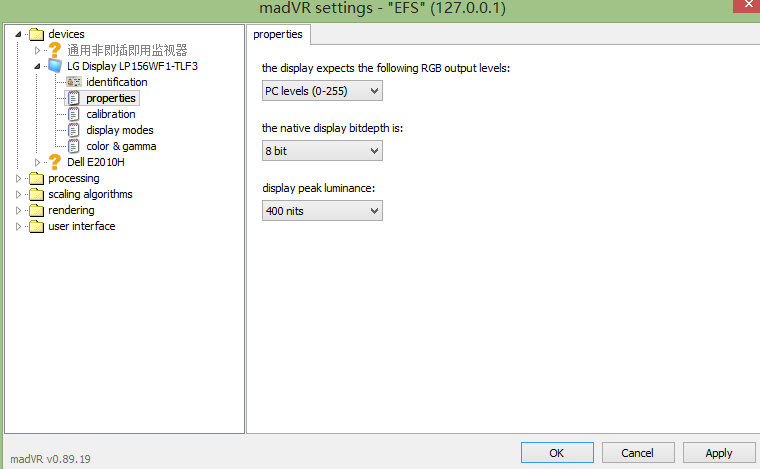 madVR settings - "EFS" (127.0.0.1)
devices
通用非即插即用监视器
LG Display LP156WF1-TLF3
identification
properties
calibration
display modes
color & gamma
Dell E2010H
processing
scaling algorithms
rendering
user interface
properties
the display expects the following RGB output levels:
PC levels (0-255)
the native display bitdepth is:
8 bit
display peak luminance:
400 nits
madVR v0.89.19
OK
Cancel
Apply